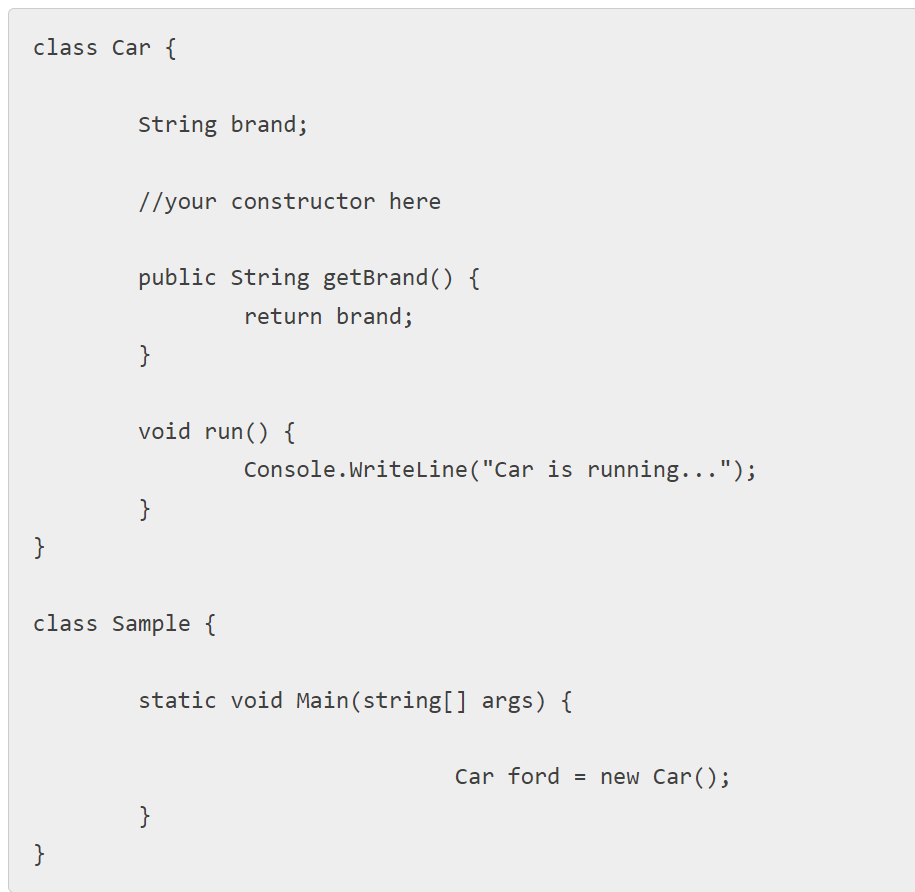 class Car {
String brand;
//your constructor here
public String getBrand() {
return brand;
}
void run() {
Console.WriteLine("Car is running...");
}
}
class Sample {
static void Main(string[] args) {
Car ford = new Car();
}
}